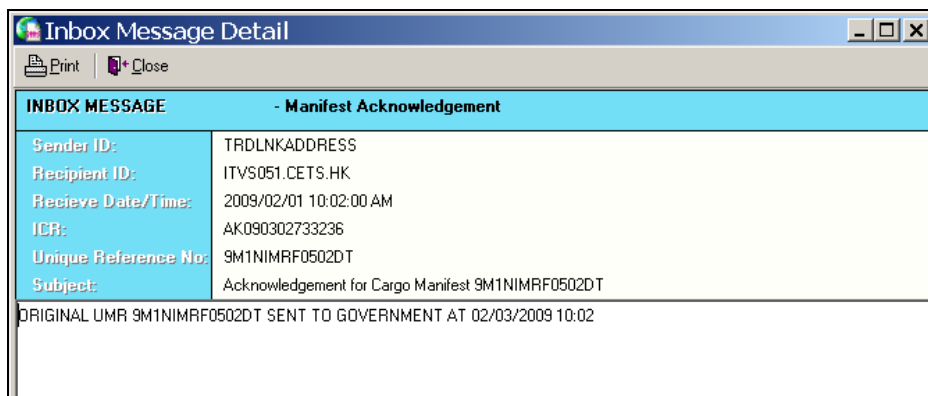 Inbox Message Detail
Print Close
INBOX MESSAGE - Manifest Acknowledgement
Sender ID: TRDLNKADDRESS
Recipient ID: ITVS051.CETS.HK
Recieve Date/Time: 2009/02/01 10:02:00 AM
ICR: AK090302733236
Unique Reference No: 9M1NIMRF0502DT
Subject: Acknowledgement for Cargo Manifest 9M1NIMRF0502DT
ORIGINAL UMR 9M1NIMRF0502DT SENT TO GOVERNMENT AT 02/03/2009 10:02